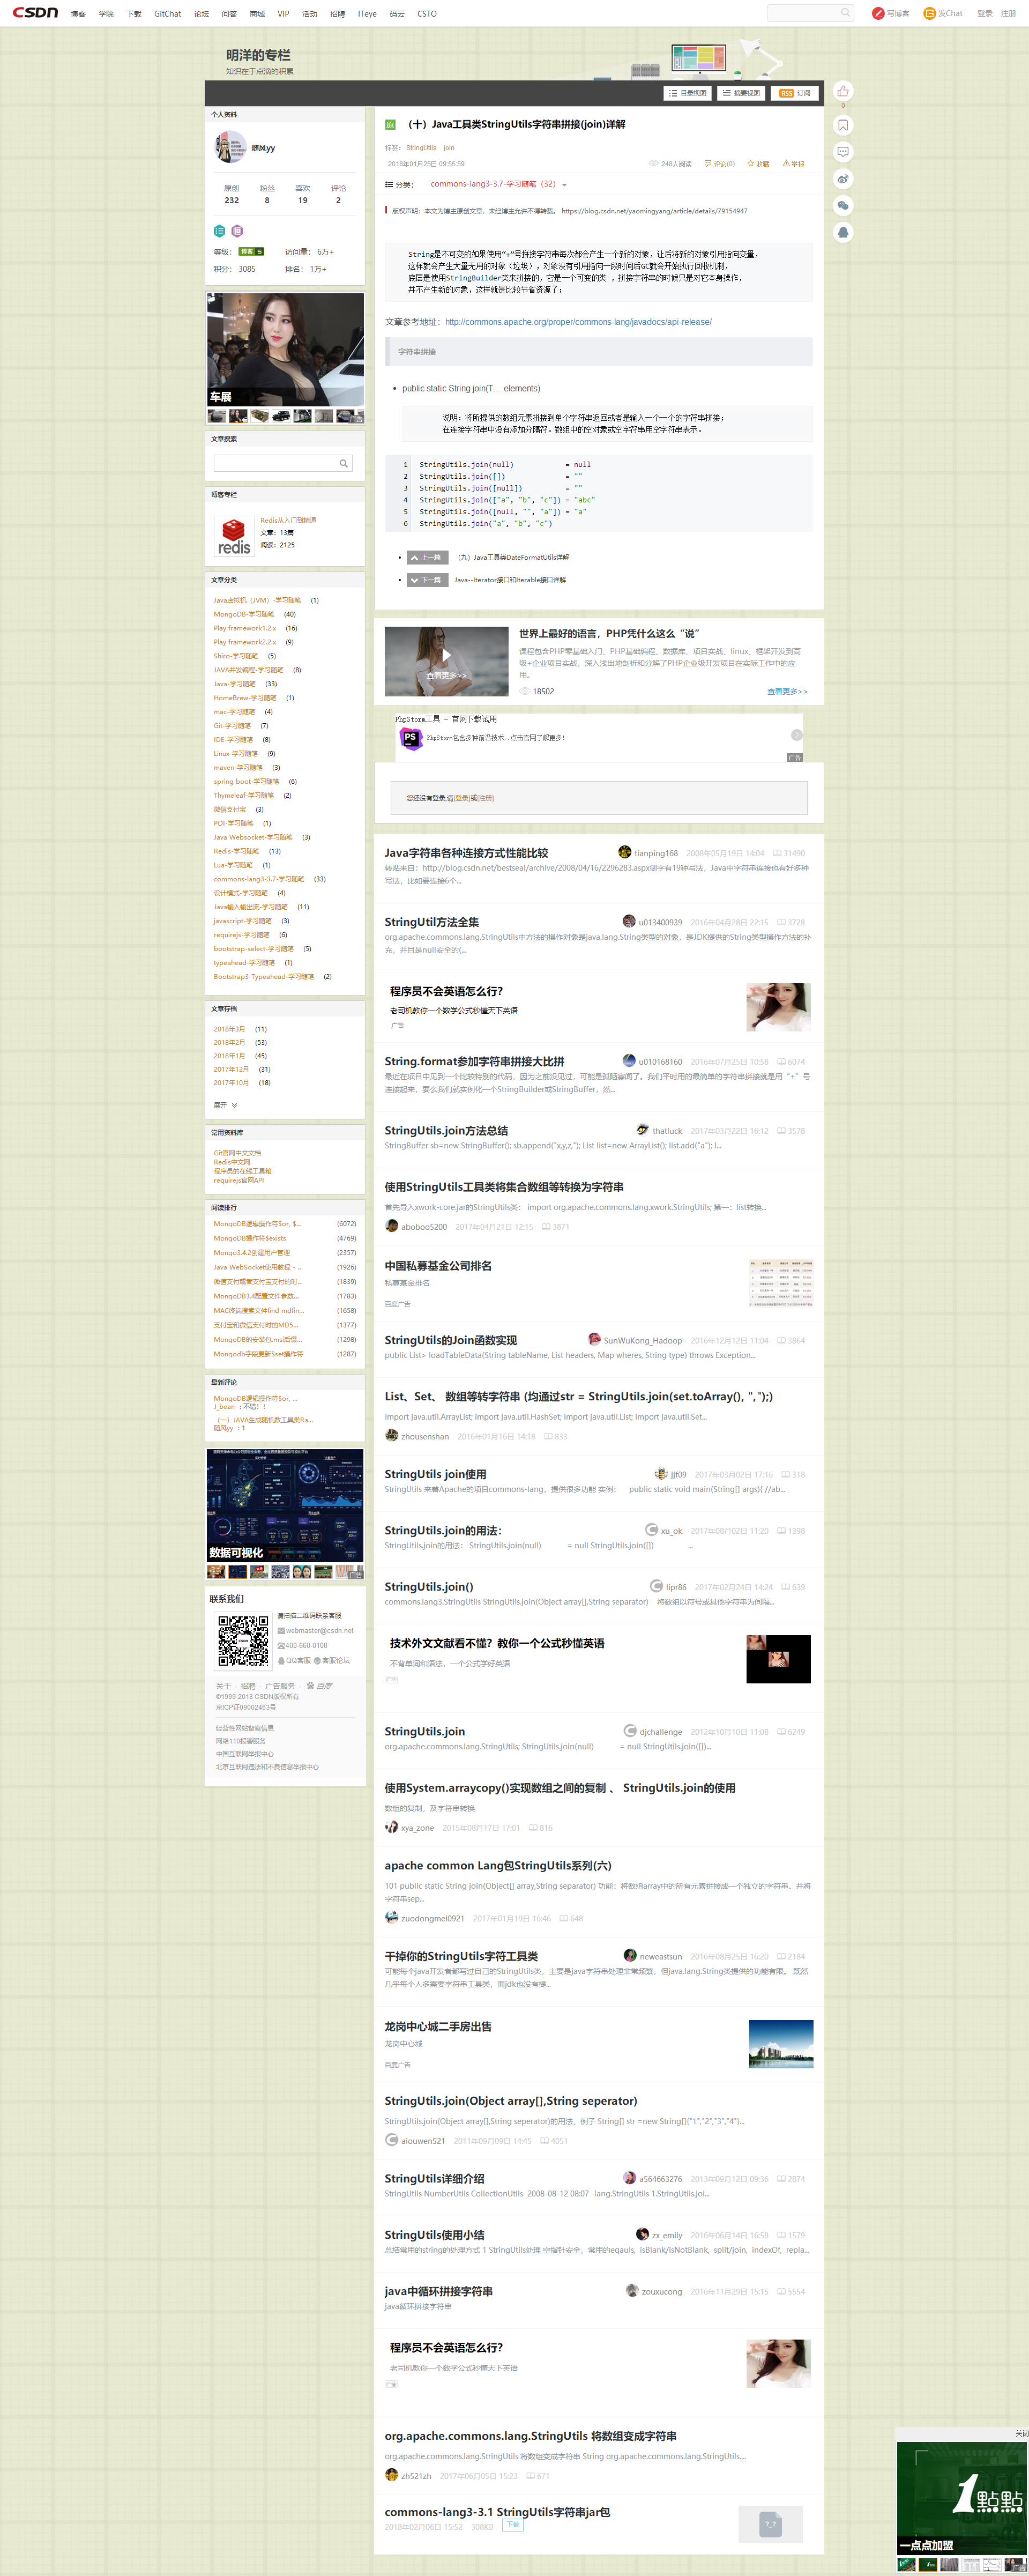 CSDN 博客 学院 下载 GitChat 论坛 问答 商城 VIP 活动 招聘 ITeye 码云 CSTO
写博客 发Chat 登录 注册
明洋的专栏
知识在于点滴的积累
目录视图 摘要视图 RSS 订阅
个人资料
随风yy
原创 粉丝 喜欢 评论
232 8 19 2
等级： 博客 5 访问量： 6万+
积分： 3085 排名： 1万+
车展
文章搜索
博客专栏
Redis从入门到精通
文章：13篇
阅读：2125
redis
文章分类
Java虚拟机（JVM）-学习随笔 (1)
MongoDB-学习随笔 (40)
Play framework1.2.x (16)
Play framework2.2.x (9)
Shiro-学习随笔 (5)
JAVA并发编程-学习随笔 (8)
Java-学习随笔 (33)
HomeBrew-学习随笔 (1)
mac-学习随笔 (4)
Git-学习随笔 (7)
IDE-学习随笔 (8)
Linux-学习随笔 (9)
maven-学习随笔 (3)
spring boot-学习随笔 (6)
Thymeleaf-学习随笔 (2)
微信支付宝 (3)
POI-学习随笔 (1)
Java Websocket-学习随笔 (3)
Redis-学习随笔 (13)
Lua-学习随笔 (1)
commons-lang3-3.7-学习随笔 (33)
设计模式-学习随笔 (4)
Java输入输出流-学习随笔 (11)
javascript-学习随笔 (3)
requirejs-学习随笔 (6)
bootstrap-select-学习随笔 (5)
typeahead-学习随笔 (1)
Bootstrap3-Typeahead-学习随笔 (2)
文章存档
2018年3月 (11)
2018年2月 (53)
2018年1月 (45)
2017年12月 (31)
2017年10月 (18)
展开
常用资料库
Git官网中文文档
Redis中文网
程序员的在线工具箱
requirejs官网API
阅读排行
MongoDB逻辑操作符$or, $... (6072)
MongoDB操作符$exists (4769)
Mongo3.4.2创建用户管理 (2357)
Java WebSocket使用教程 - ... (1926)
微信支付或者支付宝支付的时... (1839)
MongoDB3.4配置文件参数... (1783)
MAC终端搜索文件find mdfin... (1658)
支付宝和微信支付时的MD5... (1377)
MongoDB的安装包.msi后缀... (1298)
Mongodb字段更新$set操作符 (1287)
最新评论
MongoDB逻辑操作符$or, ...
J_bean ：不错！！
（一）JAVA生成随机数工具类Ra...
随风yy ：1
数据可视化
联系我们
请扫描二维码联系客服
webmaster@csdn.net
400-660-0108
QQ客服 客服论坛
关于 招聘 广告服务 百度
©1999-2018 CSDN版权所有
京ICP证09002463号
经营性网站备案信息
网络110报警服务
中国互联网举报中心
北京互联网违法和不良信息举报中心
原 （十）Java工具类StringUtils字符串拼接(join)详解
标签： StringUtils join
2018年01月25日 09:55:59 248人阅读 评论(0) 收藏 举报
分类： commons-lang3-3.7-学习随笔（32）
版权声明：本文为博主原创文章，未经博主允许不得转载。 https://blog.csdn.net/yaomingyang/article/details/79154947
String是不可变的如果使用"+"号拼接字符串每次都会产生一个新的对象，让后将新的对象引用指向变量，
这样就会产生大量无用的对象（垃圾），对象没有引用指向一段时间后GC就会开始执行回收机制，
底层是使用StringBuilder类来拼接的，它是一个可变的类 ，拼接字符串的时候只是对它本身操作，
并不产生新的对象，这样就是比较节省资源了；
文章参考地址：http://commons.apache.org/proper/commons-lang/javadocs/api-release/
字符串拼接
public static String join(T... elements)
说明：将所提供的数组元素拼接到单个字符串返回或者是输入一个一个的字符串拼接；
在连接字符串中没有添加分隔符。数组中的空对象或空字符串用空字符串表示。
1 StringUtils.join(null) = null
2 StringUtils.join([]) = ""
3 StringUtils.join([null]) = ""
4 StringUtils.join(["a", "b", "c"]) = "abc"
5 StringUtils.join([null, "", "a"]) = "a"
6 StringUtils.join("a", "b", "c")
上一篇 （九）Java工具类DateFormatUtils详解
下一篇 Java--Iterator接口和Iterable接口详解
查看更多>>
世界上最好的语言，PHP凭什么这么“说”
课程包含PHP零基础入门、PHP基础编程、数据库、项目实战、linux、框架开发到高
级+企业项目实战，深入浅出地剖析和分解了PHP企业级开发项目在实际工作中的应
用。
18502 查看更多>>
PhpStorm工具 - 官网下载试用
PS
PhpStorm包含多种前沿技术,.点击官网了解更多!
广告
您还没有登录,请[登录]或[注册]
Java字符串各种连接方式性能比较 tianping168 2008年05月19日 14:04 31490
转贴来自：http://blog.csdn.net/bestseal/archive/2008/04/16/2296283.aspx俗字有19种写法，Java中字符串连接也有好多种
写法，比如要连接6个...
StringUtil方法全集 u013400939 2016年04月28日 22:15 3728
org.apache.commons.lang.StringUtils中方法的操作对象是java.lang.String类型的对象，是JDK提供的String类型操作方法的补
充，并且是null安全的(...
程序员不会英语怎么行？
老司机教你一个数学公式秒懂天下英语
广告
String.format参加字符串拼接大比拼 u010168160 2016年07月25日 10:58 6074
最近在项目中见到一个比较特别的代码，因为之前没见过，可能是孤陋寡闻了。我们平时用的最简单的字符串拼接就是用“+”号
连接起来，要么我们就实例化一个StringBuilder或StringBuffer，然...
StringUtils.join方法总结 thatluck 2017年03月22日 16:12 3578
StringBuffer sb=new StringBuffer(); sb.append("x,y,z,"); List list=new ArrayList(); list.add("a"); l...
使用StringUtils工具类将集合数组等转换为字符串
首先导入xwork-core.jar的StringUtils类： import org.apache.commons.xwork.StringUtils; 第一：list转换...
aboboo5200 2017年04月21日 12:15 3871
中国私募基金公司排名
私募基金排名
百度广告
StringUtils的Join函数实现 SunWuKong_Hadoop 2016年12月12日 11:04 3864
public List> loadTableData(String tableName, List headers, Map wheres, String type) throws Exception...
List、Set、 数组等转字符串 (均通过str = StringUtils.join(set.toArray(), ",");)
import java.util.ArrayList; import java.util.HashSet; import java.util.List; import java.util.Set...
zhousenshan 2016年01月16日 14:18 833
StringUtils join使用 jjf09 2017年03月02日 17:16 318
StringUtils 来着Apache的项目commons-lang，提供很多功能 实例： public static void main(String[] args){ //ab...
StringUtils.join的用法： xu_ok 2017年08月02日 11:20 1398
StringUtils.join的用法： StringUtils.join(null) = null StringUtils.join([]) ...
StringUtils.join() lipr86 2017年02月24日 14:24 639
commons.lang3.StringUtils StringUtils.join(Object array[],String separator) 将数组以符号或其他字符串为间隔...
技术外文文献看不懂？教你一个公式秒懂英语
不背单词和语法，一个公式学好英语
广告
StringUtils.join djchallenge 2012年10月10日 11:08 6249
org.apache.commons.lang.StringUtils; StringUtils.join(null) = null StringUtils.join([])...
使用System.arraycopy()实现数组之间的复制 、 StringUtils.join的使用
数组的复制，及字符串转换
xya_zone 2015年08月17日 17:01 816
apache common Lang包StringUtils系列(六)
101 public static String join(Object[] array,String separator) 功能：将数组array中的所有元素拼接成一个独立的字符串。并将
字符串sep...
zuodongmei0921 2017年01月19日 16:46 648
干掉你的StringUtils字符工具类 neweastsun 2016年08月25日 16:20 2184
可能每个java开发者都写过自己的StringUtils类，主要是java字符串处理非常频繁，但java.lang.String类提供的功能有限。 既然
几乎每个人多需要字符串工具类，而jdk也没有提...
龙岗中心城二手房出售
龙岗中心城
百度广告
StringUtils.join(Object array[],String seperator)
StringUtils.join(Object array[],String seperator)的用法，例子 String[] str =new String[]{"1","2","3","4"}...
alouwen521 2011年09月09日 14:45 4051
StringUtils详细介绍 a564663276 2013年09月12日 09:36 2874
StringUtils NumberUtils CollectionUtils 2008-08-12 08:07 -lang.StringUtils 1.StringUtils.joi...
StringUtils使用小结 zx_emily 2016年06月14日 16:58 1579
总结常用的string的处理方式 1 StringUtils处理 空指针安全，常用的eqauls, isBlank/isNotBlank, split/join, indexOf, repla...
java中循环拼接字符串 zouxucong 2016年11月29日 15:15 5554
java循环拼接字符串
程序员不会英语怎么行？
老司机教你一个数学公式秒懂天下英语
广告
org.apache.commons.lang.StringUtils 将数组变成字符串
org.apache.commons.lang.StringUtils 将数组变成字符串 String org.apache.commons.lang.StringUtils....
zh521zh 2017年06月05日 15:23 671
commons-lang3-3.1 StringUtils字符串jar包
2018年02月06日 15:52 308KB 下载
0
关闭
1點點
一点点加盟